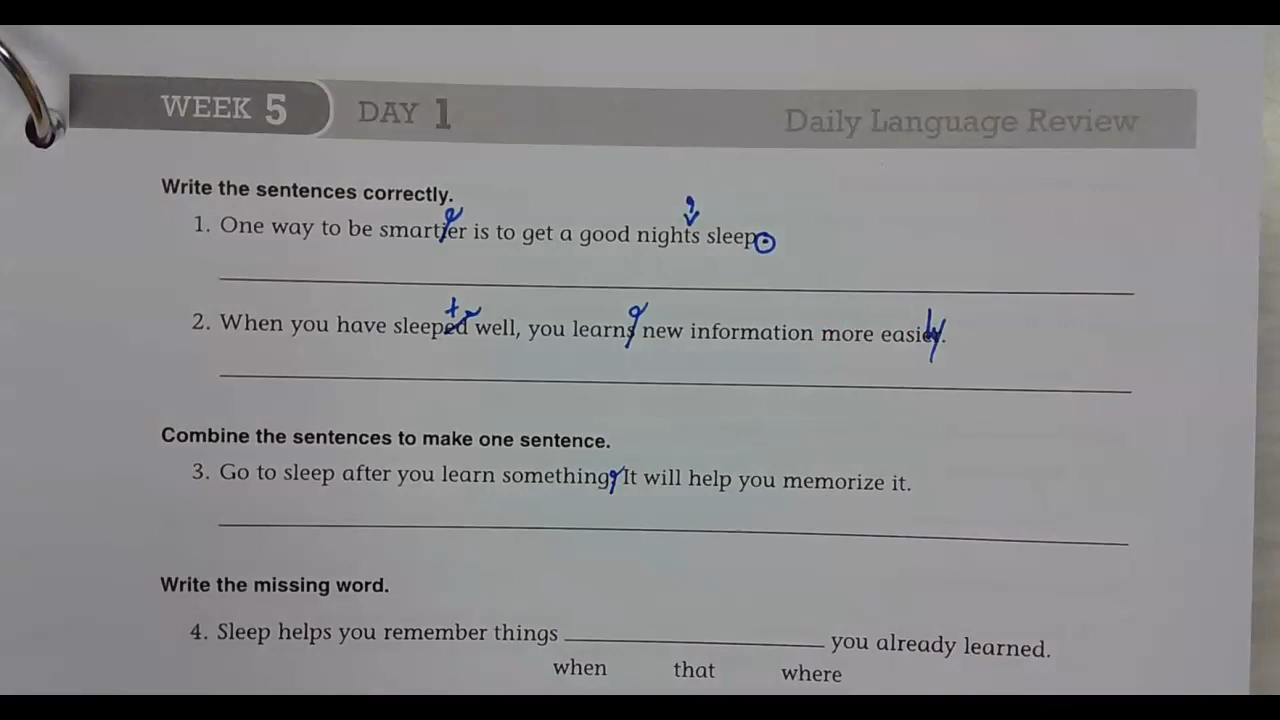 WEEK 5 DAY 1 Daily Language Review
Write the sentences correctly.
1. One way to be smartier is to get a good nights sleep
2. When you have sleeped well, you learns new information more easily.
Combine the sentences to make one sentence.
3. Go to sleep after you learn something. It will help you memorize it.
Write the missing word.
4. Sleep helps you remember things ____________ you already learned.
when that where